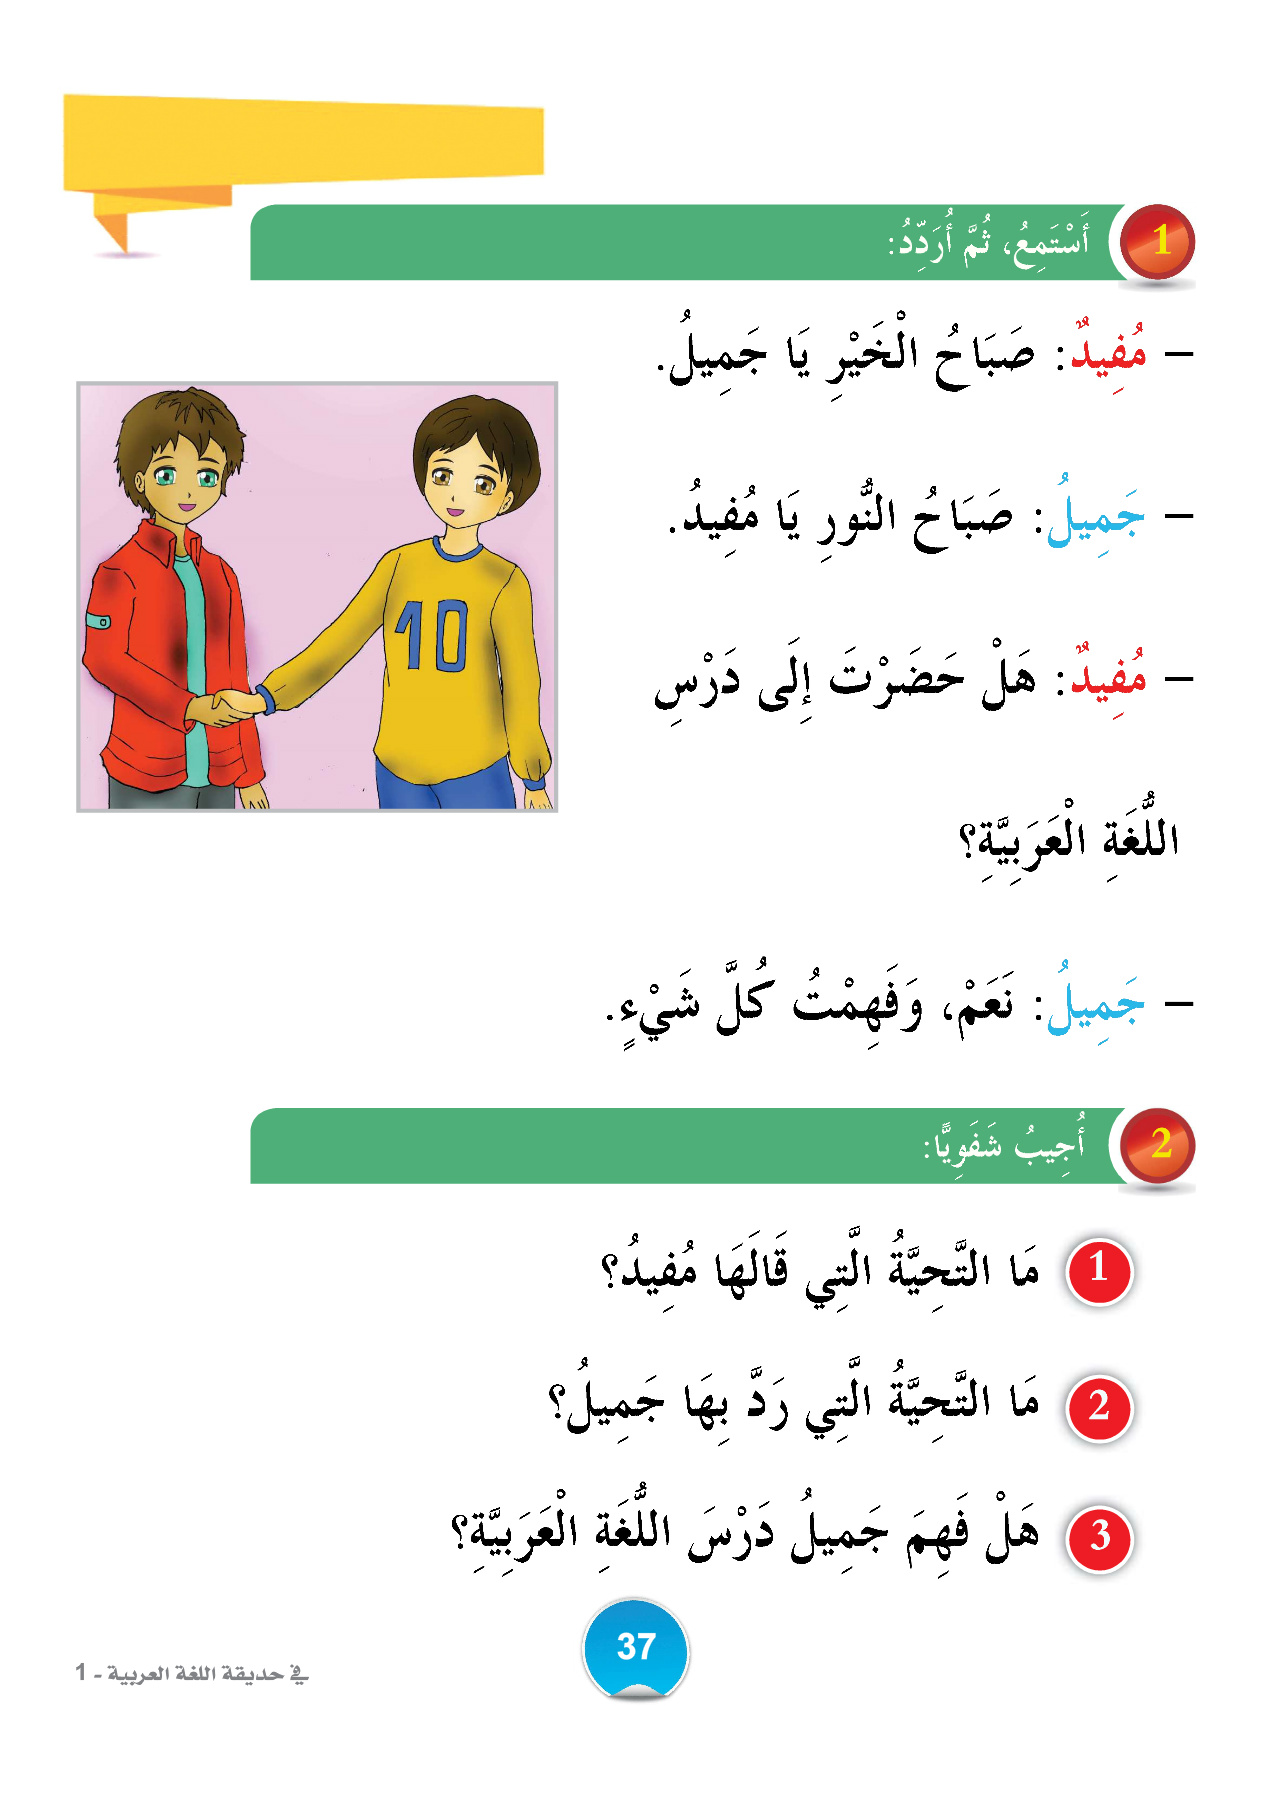 1 أَسْتَمِعُ، ثُمَّ أُرَدِّدُ:
– مُفِيدٌ: صَبَاحُ الْخَيْرِ يَا جَمِيلُ.
– جَمِيلُ: صَبَاحُ النُّورِ يَا مُفِيدُ.
– مُفِيدٌ: هَلْ حَضَرْتَ إِلَى دَرْسِ
اللُّغَةِ الْعَرَبِيَّةِ؟
– جَمِيلُ: نَعَمْ، وَفَهِمْتُ كُلَّ شَيْءٍ.
10
2 أُجِيبُ شَفَوِيًّا:
1 مَا التَّحِيَّةُ الَّتِي قَالَهَا مُفِيدُ؟
2 مَا التَّحِيَّةُ الَّتِي رَدَّ بِهَا جَمِيلُ؟
3 هَلْ فَهِمَ جَمِيلُ دَرْسَ اللُّغَةِ الْعَرَبِيَّةِ؟
37
في حديقة اللغة العربية - 1